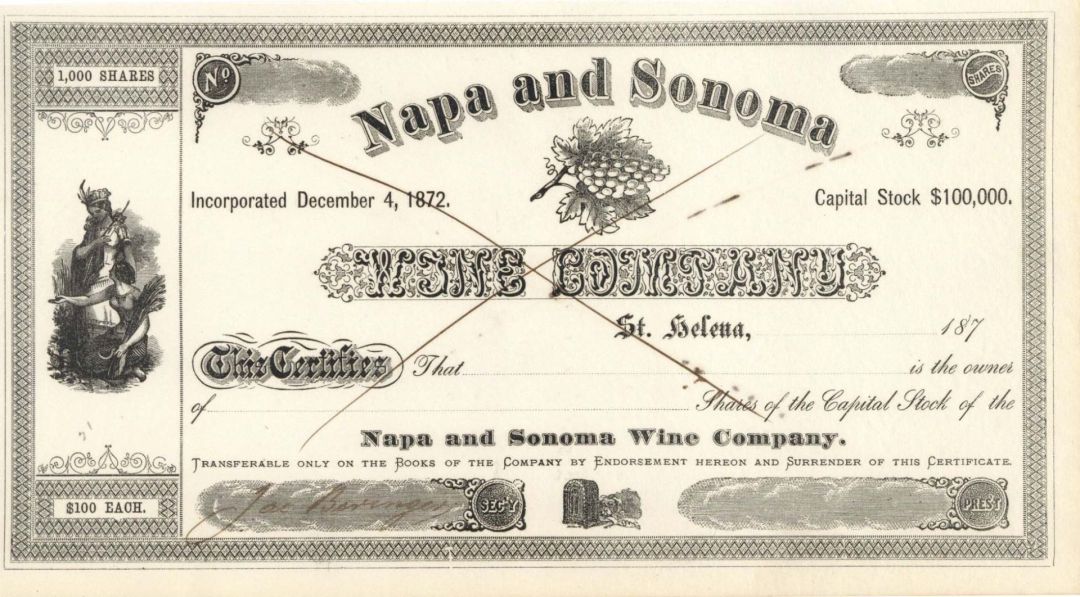 1,000 SHARES
No
SHARES
Napa and Sonoma
Incorporated December 4, 1872.
Capital Stock $100,000.
WINE COMPANY
St. Helena, 187
This Certifies That is the owner
of Shares of the Capital Stock of the
Napa and Sonoma Wine Company.
TRANSFERABLE ONLY ON THE BOOKS OF THE COMPANY BY ENDORSEMENT HEREON AND SURRENDER OF THIS CERTIFICATE.
$100 EACH.
Jac Beringer
SEC'Y
PREST